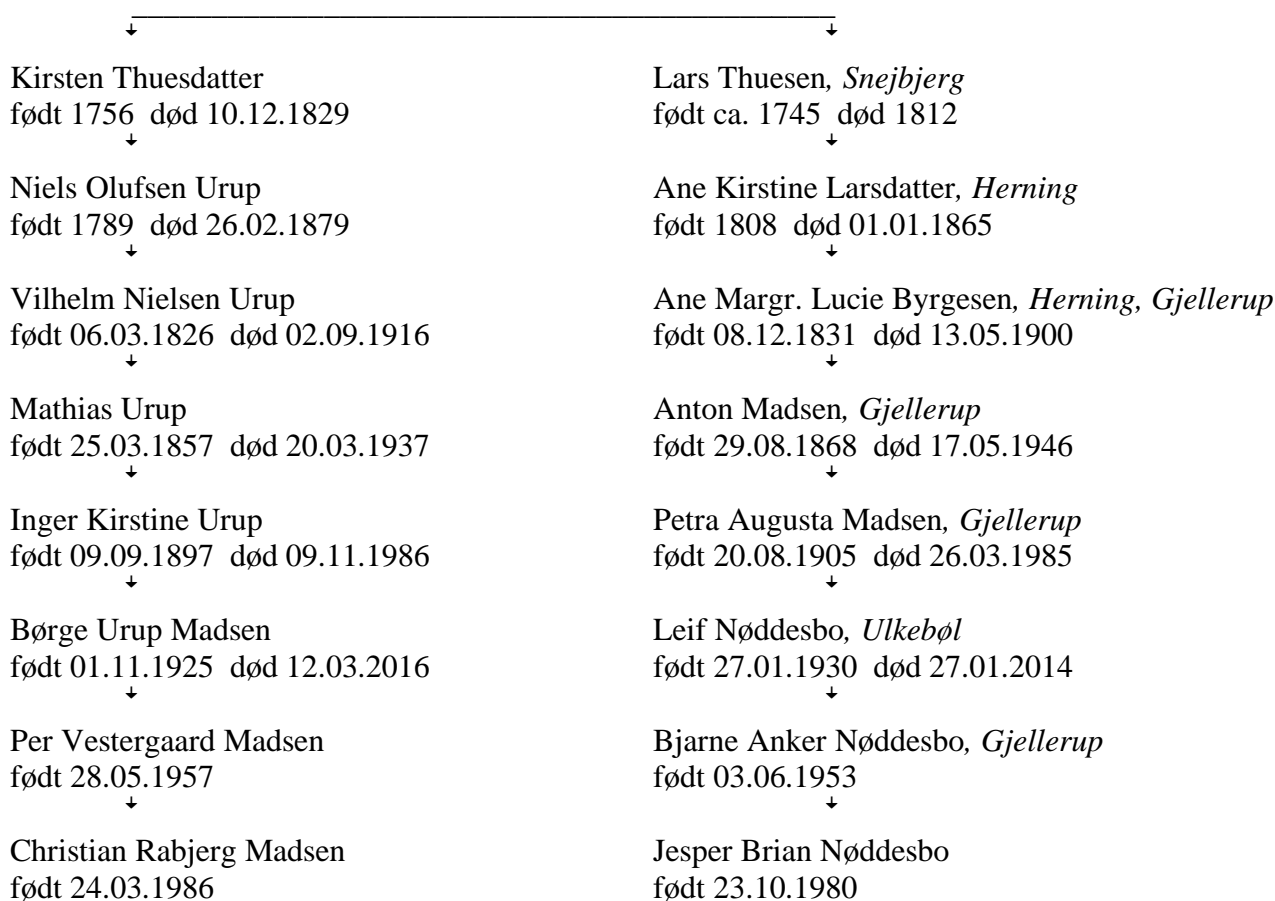 Kirsten Thuesdatter
født 1756 død 10.12.1829
Lars Thuesen, Snejbjerg
født ca. 1745 død 1812
Niels Olufsen Urup
født 1789 død 26.02.1879
Ane Kirstine Larsdatter, Herning
født 1808 død 01.01.1865
Vilhelm Nielsen Urup
født 06.03.1826 død 02.09.1916
Ane Margr. Lucie Byrgesen, Herning, Gjellerup
født 08.12.1831 død 13.05.1900
Mathias Urup
født 25.03.1857 død 20.03.1937
Anton Madsen, Gjellerup
født 29.08.1868 død 17.05.1946
Inger Kirstine Urup
født 09.09.1897 død 09.11.1986
Petra Augusta Madsen, Gjellerup
født 20.08.1905 død 26.03.1985
Børge Urup Madsen
født 01.11.1925 død 12.03.2016
Leif Nøddesbo, Ulkebøl
født 27.01.1930 død 27.01.2014
Per Vestergaard Madsen
født 28.05.1957
Bjarne Anker Nøddesbo, Gjellerup
født 03.06.1953
Christian Rabjerg Madsen
født 24.03.1986
Jesper Brian Nøddesbo
født 23.10.1980